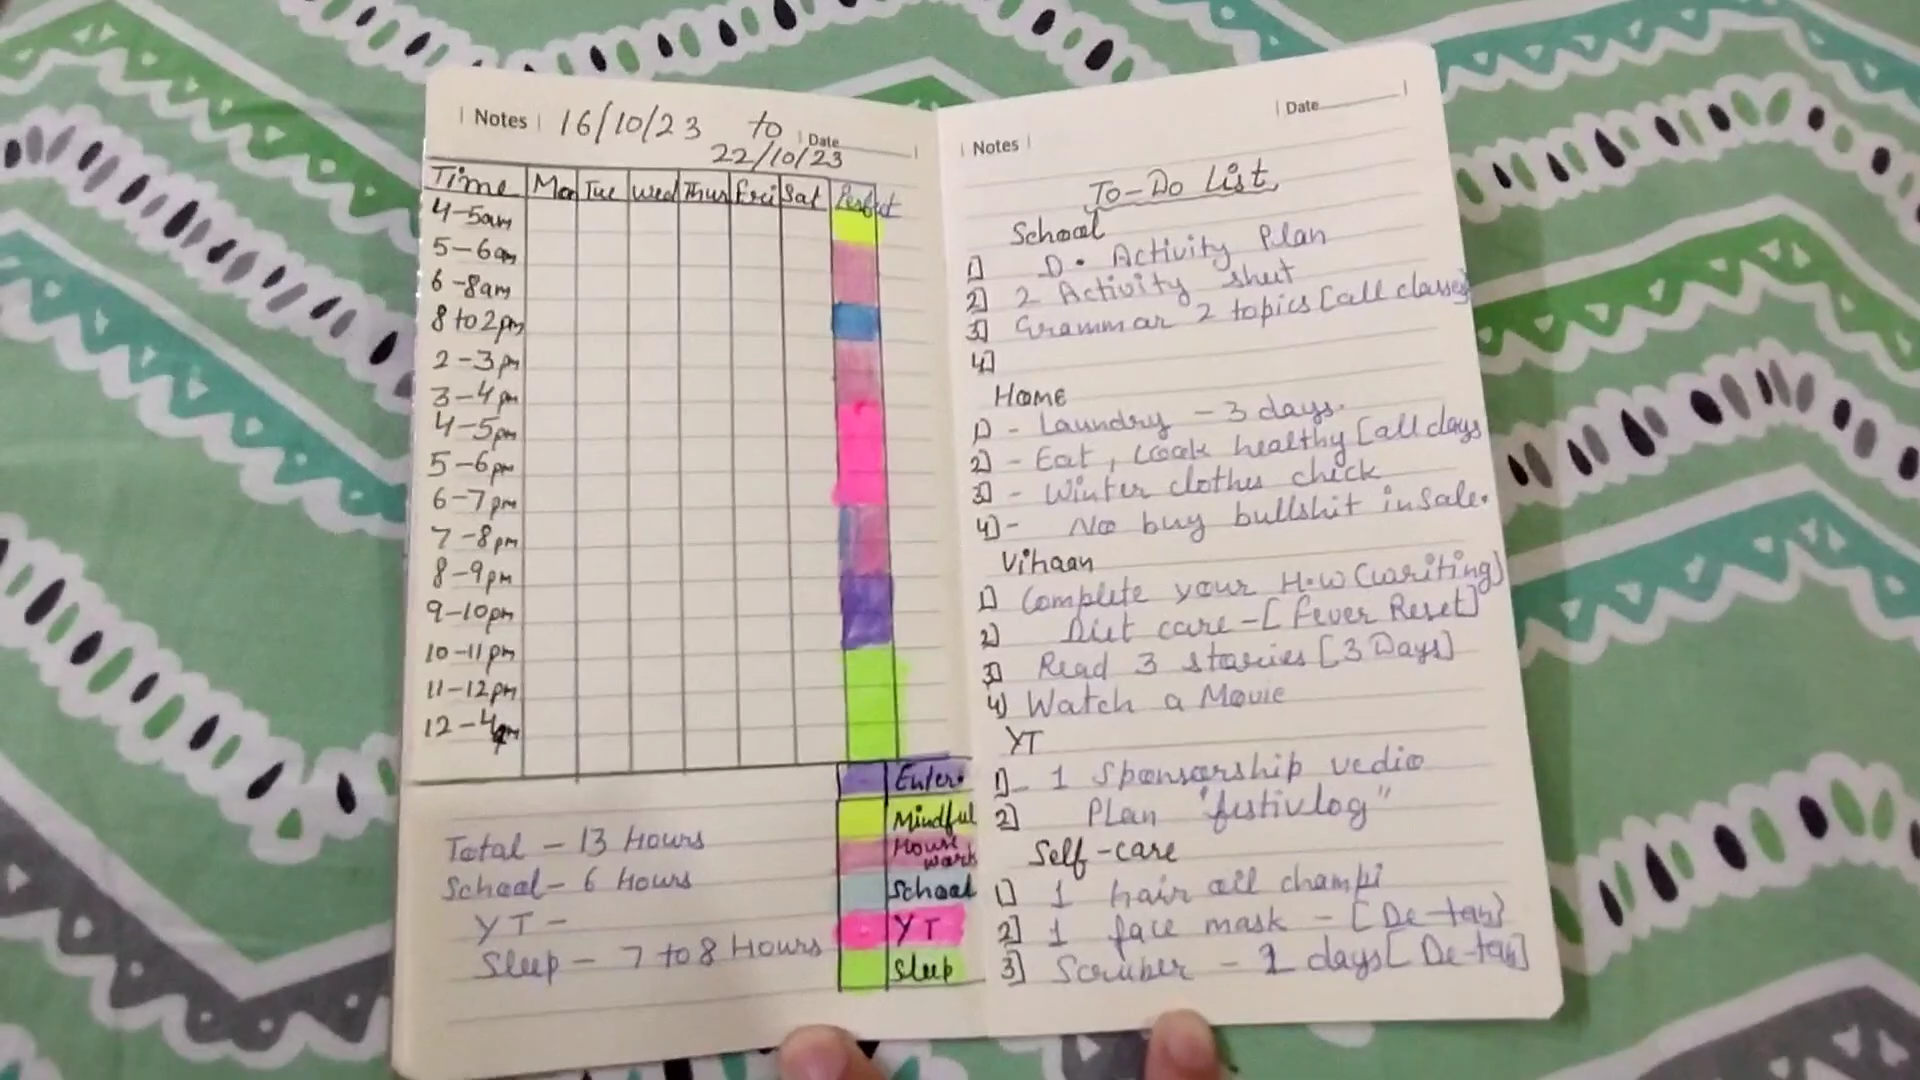 Notes 16/10/23 to Date
22/10/23
Time Mon Tue Wed Thur Fri Sat Perfect
4-5am
5-6am
6-8am
8 to 2pm
2-3pm
3-4pm
4-5pm
5-6pm
6-7pm
7-8pm
8-9pm
9-10pm
10-11pm
11-12pm
12-4am
Enter.
Mindful
House work
School
YT
Sleep
Total - 13 Hours
School - 6 Hours
YT -
Sleep - 7 to 8 Hours
Notes Date
To-Do List
School
1] D. Activity Plan
2] 2 Activity sheet
3] Grammar 2 topics [all classes]
4]
Home
1) - Laundry - 3 days.
2) - Eat, Cook healthy [all days
3] - Winter clothes check
4) - No buy bullshit in Sale.
Vihaan
1) Complete your H.W (writing)
2) Diet care - [Fever Reset]
3) Read 3 stories [3 Days]
4) Watch a Movie
YT
1] - 1 Sponsorship vedio
2] Plan "festivlog"
Self-care
1] 1 hair oil champi
2] 1 face mask - [De-tan]
3] Scruber - 2 days [De-tan]